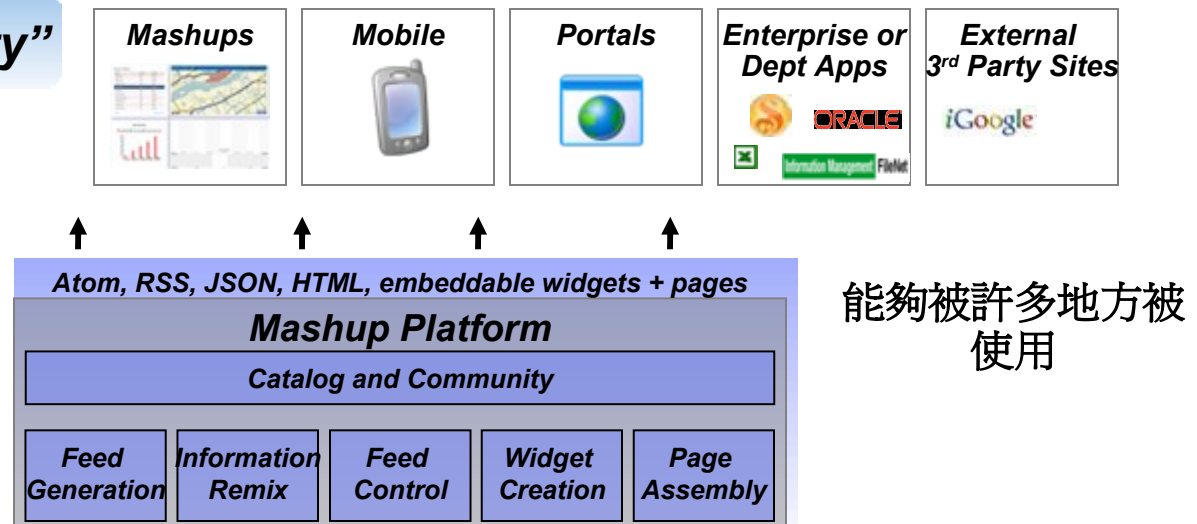 y”
Mashups
Mobile
Portals
Enterprise or
Dept Apps
External
3rd Party Sites
ORACLE
iGoogle
Information Management FileNet
Atom, RSS, JSON, HTML, embeddable widgets + pages
能夠被許多地方被
使用
Mashup Platform
Catalog and Community
Feed
Generation
Information
Remix
Feed
Control
Widget
Creation
Page
Assembly